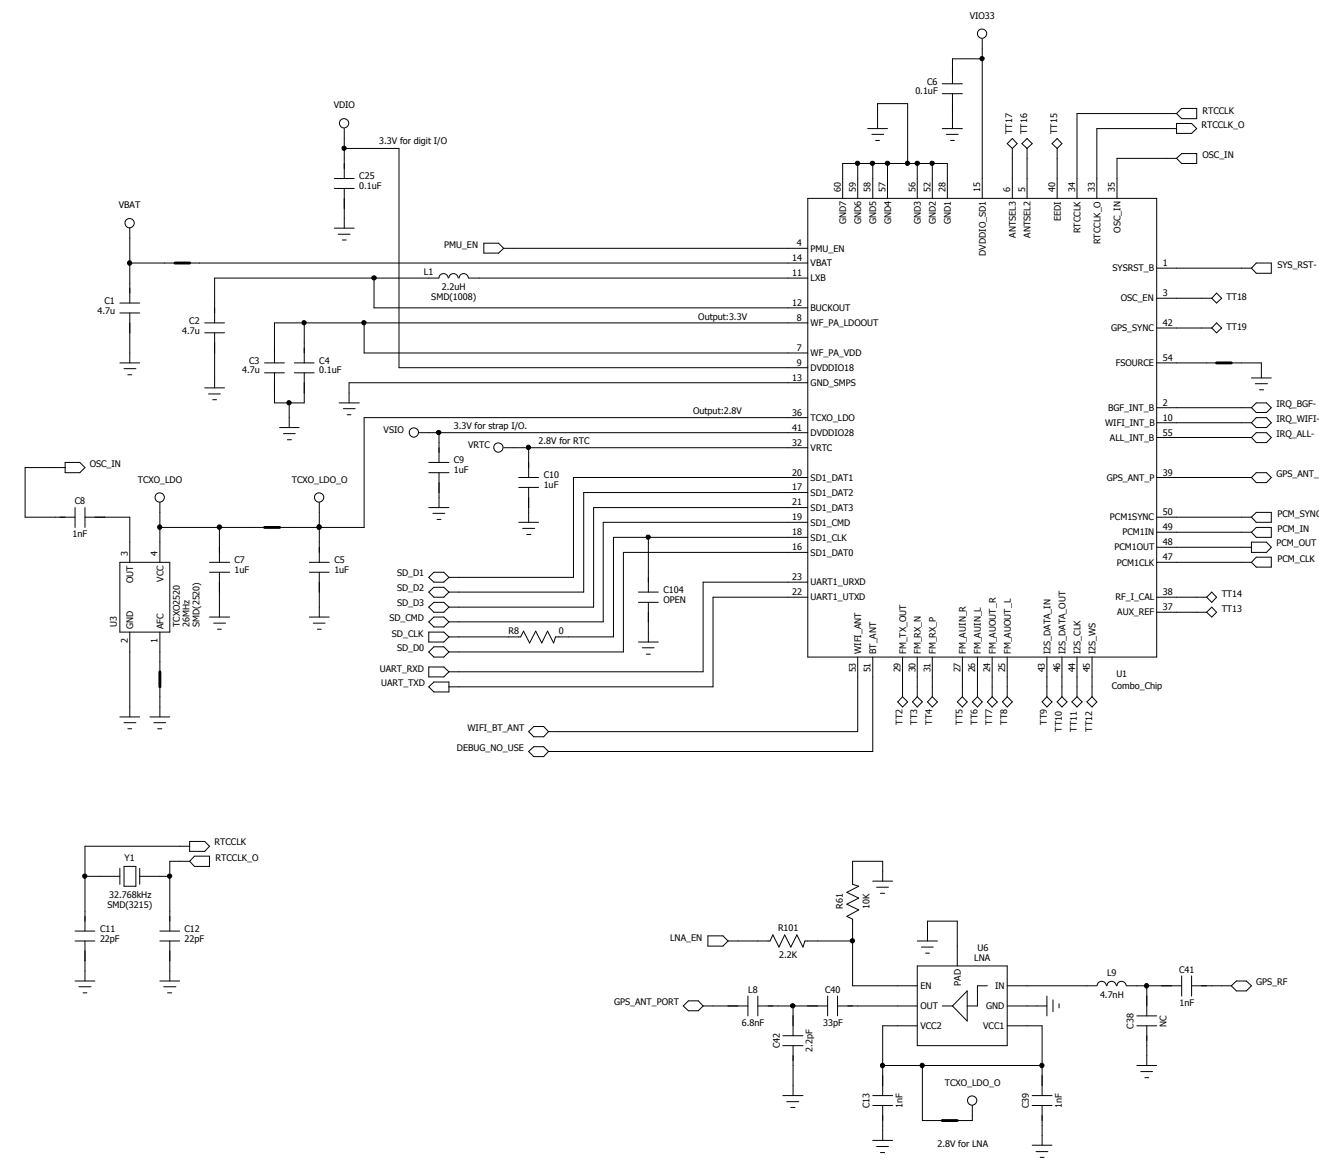 VIO33
C6
0.1uF
VDIO
3.3V for digit I/O
C25
0.1uF
TT17
TT16
TT15
RTCCLK
RTCCLK_O
OSC_IN
60
59
58
57
56
52
28
15
6
5
40
34
33
35
GND7
GND6
GND5
GND4
GND3
GND2
GND1
DVDDIO_SD1
ANTSEL3
ANTSEL2
EEDI
RTCCLK
RTCCLK_O
OSC_IN
VBAT
PMU_EN
4 PMU_EN
14 VBAT
11 LXB
L1
2.2uH
SMD(1008)
12 BUCKOUT
Output:3.3V
8 WF_PA_LDOOUT
7 WF_PA_VDD
9 DVDDIO18
13 GND_SMPS
C1
4.7u
C2
4.7u
C3
4.7u
C4
0.1uF
Output:2.8V
36 TCXO_LDO
VSIO
3.3V for strap I/O.
41 DVDDIO28
VRTC
2.8V for RTC
32 VRTC
C9
1uF
C10
1uF
20 SD1_DAT1
17 SD1_DAT2
21 SD1_DAT3
19 SD1_CMD
18 SD1_CLK
16 SD1_DAT0
23 UART1_URXD
22 UART1_UTXD
SYSRST_B 1 SYS_RST-
OSC_EN 3 TT18
GPS_SYNC 42 TT19
FSOURCE 54
BGF_INT_B 2 IRQ_BGF-
WIFI_INT_B 10 IRQ_WIFI-
ALL_INT_B 55 IRQ_ALL-
GPS_ANT_P 39 GPS_ANT_
PCM1SYNC 50 PCM_SYNC
PCM1IN 49 PCM_IN
PCM1OUT 48 PCM_OUT
PCM1CLK 47 PCM_CLK
RF_I_CAL 38 TT14
AUX_REF 37 TT13
OSC_IN
C8
1nF
TCXO_LDO
TCXO_LDO_O
C7
1uF
C5
1uF
3
4
OUT
VCC
GND
AFC
2
1
U3
TCXO2520
26MHz
SMD(2520)
SD_D1
SD_D2
SD_D3
SD_CMD
SD_CLK
R8
0
SD_D0
UART_RXD
UART_TXD
C104
OPEN
WIFI_ANT
BT_ANT
FM_TX_OUT
FM_RX_N
FM_RX_P
FM_AUIN_R
FM_AUIN_L
FM_AUOUT_R
FM_AUOUT_L
I2S_DATA_IN
I2S_DATA_OUT
I2S_CLK
I2S_WS
53
51
29
30
31
27
26
24
25
43
46
44
45
U1
Combo_Chip
TT2
TT3
TT4
TT5
TT6
TT7
TT8
TT9
TT10
TT11
TT12
WIFI_BT_ANT
DEBUG_NO_USE
RTCCLK
RTCCLK_O
Y1
32.768kHz
SMD(3215)
C11
22pF
C12
22pF
R61
10K
LNA_EN
R101
2.2K
U6
LNA
PAD
EN
OUT
VCC2
IN
GND
VCC1
GPS_ANT_PORT
L8
6.8nF
C40
33pF
C42
2.2pF
L9
4.7nH
C41
1nF
GPS_RF
C38
NC
C13
1nF
TCXO_LDO_O
C39
1nF
2.8V for LNA